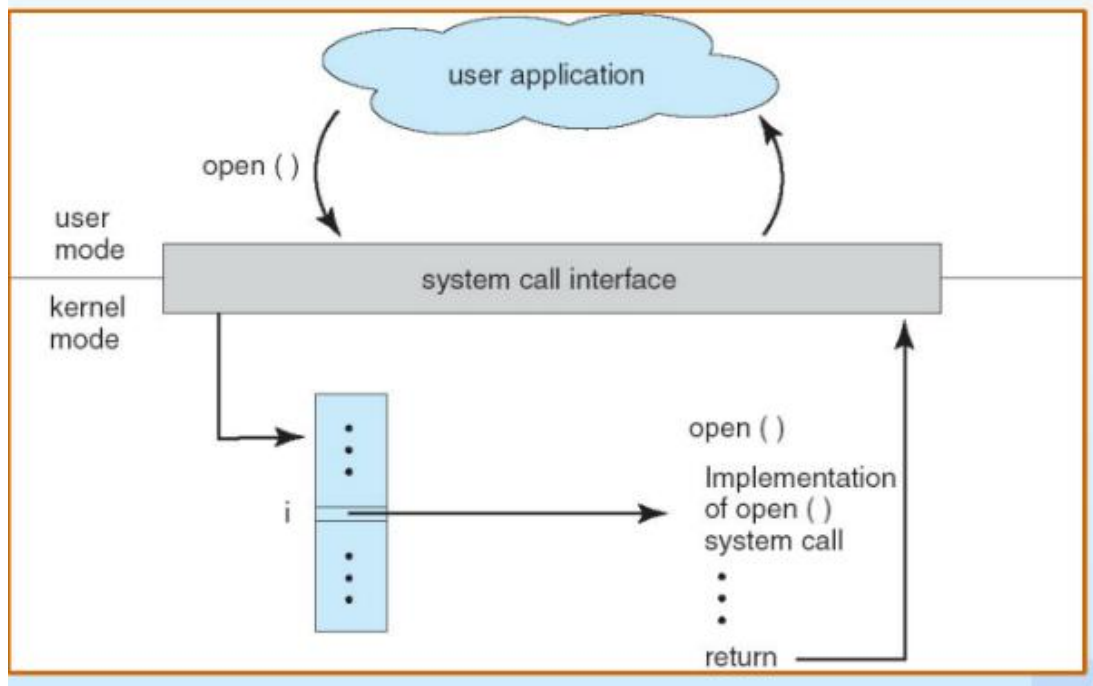 user application
open ( )
user
mode
system call interface
kernel
mode
i
open ( )
Implementation
of open ( )
system call
return